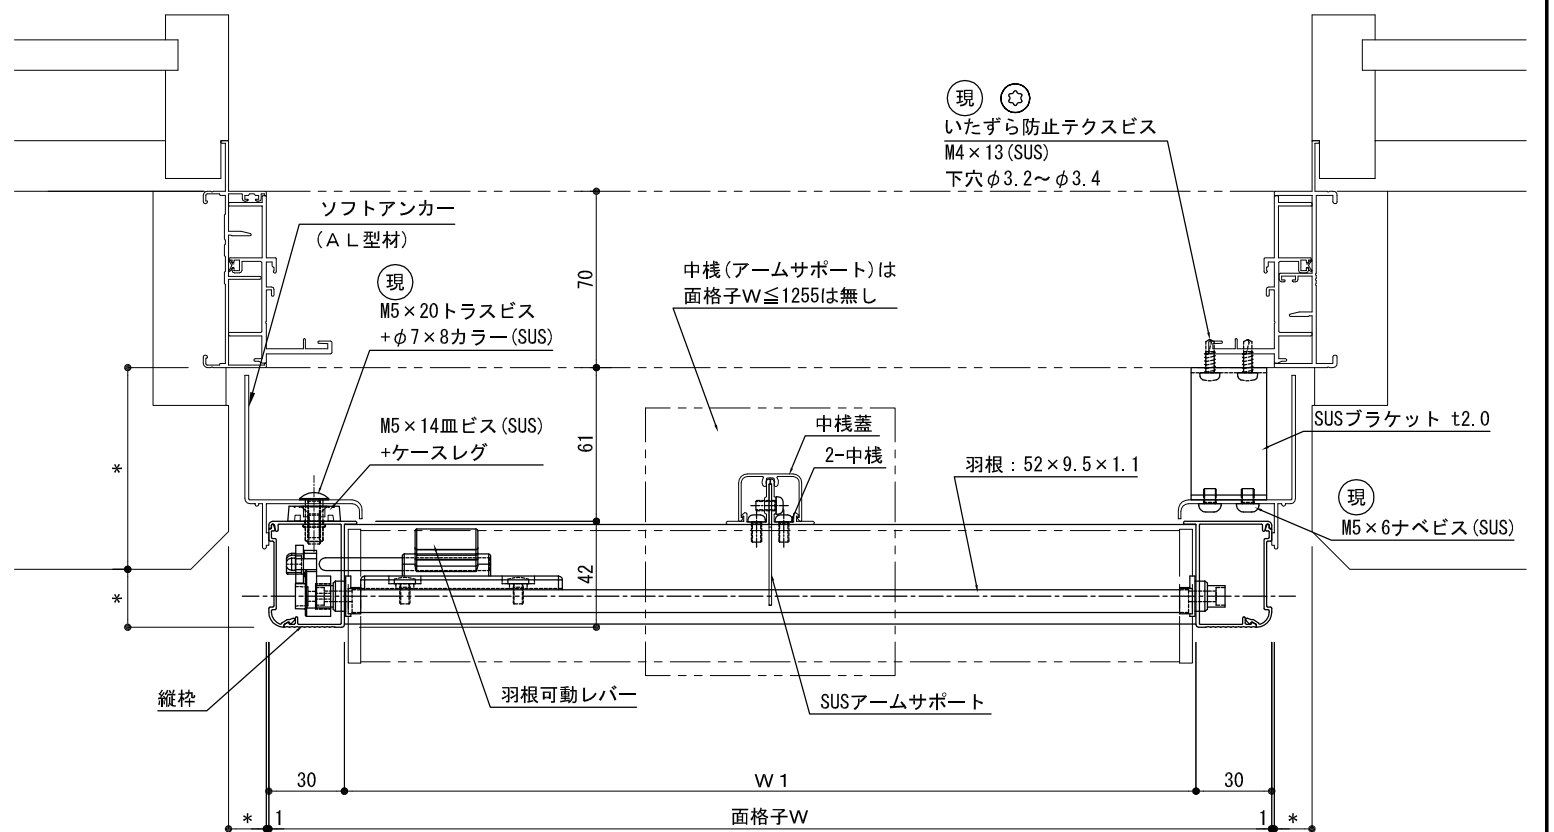 現
いたずら防止テクスビス
M4×13(SUS)
下穴φ3.2～φ3.4
ソフトアンカー
(ＡＬ型材)
現
M5×20トラスビス
+φ7×8カラー(SUS)
中桟(アームサポート)は
面格子W≦1255は無し
70
M5×14皿ビス(SUS)
+ケースレグ
61
中桟蓋
2-中桟
羽根：52×9.5×1.1
SUSブラケット t2.0
現
M5×6ナベビス(SUS)
*
42
*
縦枠
羽根可動レバー
SUSアームサポート
30
W1
30
*
1
面格子W
1
*